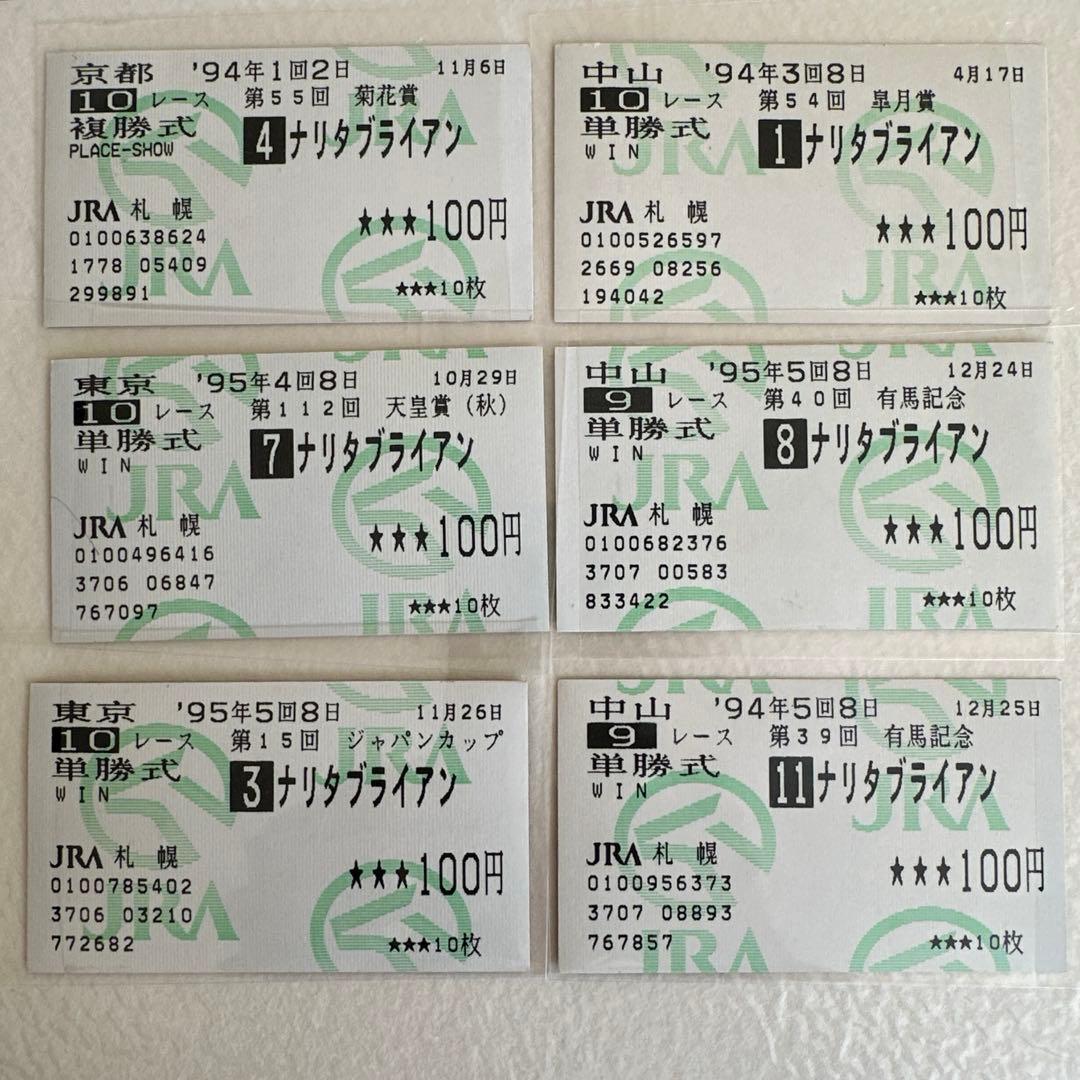 京都 '94年1回2日 11月6日
10 レース 第55回 菊花賞
複勝式 4 ナリタブライアン
PLACE-SHOW
JRA 札幌 ★★★100円
0100638624
1778 05409
299891 ★★★10枚
中山 '94年3回8日 4月17日
10 レース 第54回 皐月賞
単勝式 1 ナリタブライアン
WIN
JRA 札幌 ★★★100円
0100526597
2669 08256
194042 ★★★10枚
東京 '95年4回8日 10月29日
10 レース 第112回 天皇賞(秋)
単勝式 7 ナリタブライアン
WIN
JRA 札幌 ★★★100円
0100496416
3706 06847
767097 ★★★10枚
中山 '95年5回8日 12月24日
9 レース 第40回 有馬記念
単勝式 8 ナリタブライアン
WIN
JRA 札幌 ★★★100円
0100682376
3707 00583
833422 ★★★10枚
東京 '95年5回8日 11月26日
10 レース 第15回 ジャパンカップ
単勝式 3 ナリタブライアン
WIN
JRA 札幌 ★★★100円
0100785402
3706 03210
772682 ★★★10枚
中山 '94年5回8日 12月25日
9 レース 第39回 有馬記念
単勝式 11 ナリタブライアン
WIN
JRA 札幌 ★★★100円
0100956373
3707 08893
767857 ★★★10枚